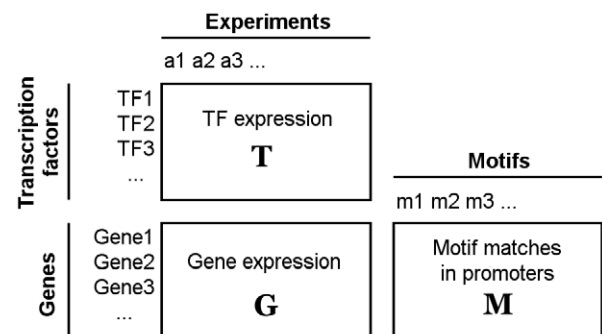 Experiments
a1 a2 a3 ...
Transcription
factors
TF1
TF2
TF3
...
TF expression
T
Motifs
m1 m2 m3 ...
Genes
Gene1
Gene2
Gene3
...
Gene expression
G
Motif matches
in promoters
M